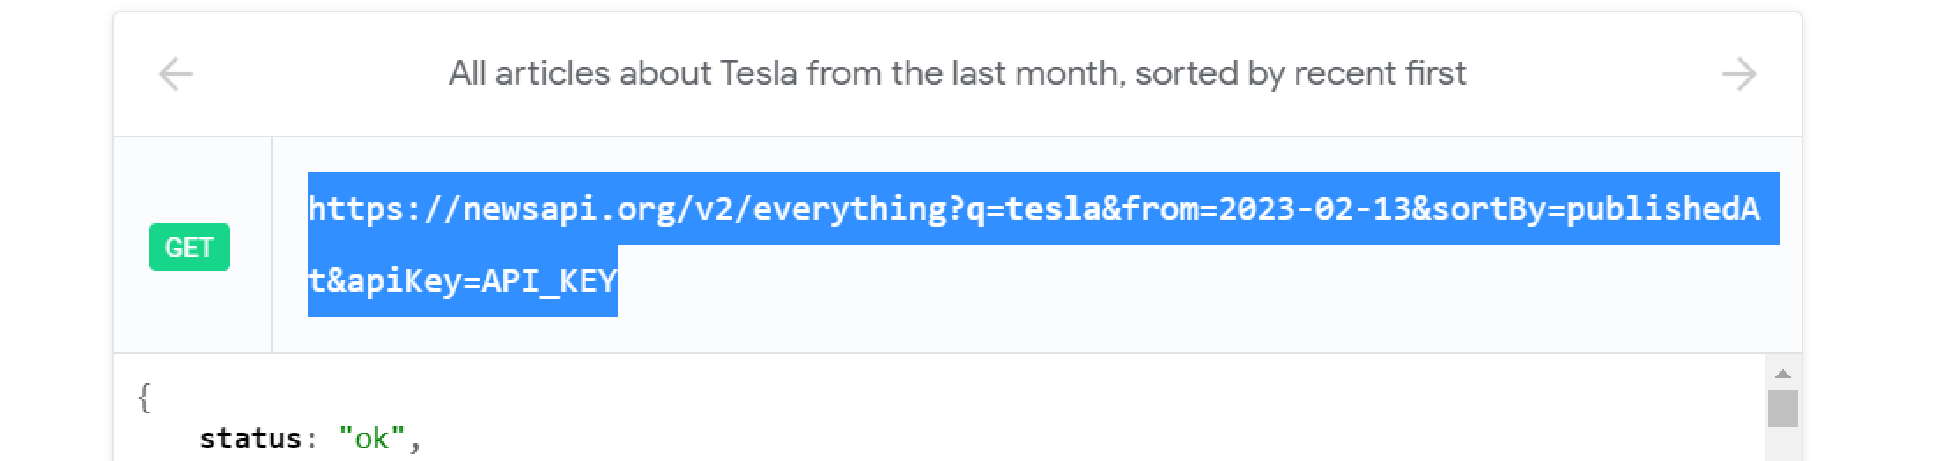 All articles about Tesla from the last month, sorted by recent first
GET
https://newsapi.org/v2/everything?q=tesla&from=2023-02-13&sortBy=publishedA
t&apiKey=API_KEY
{
status: "ok",